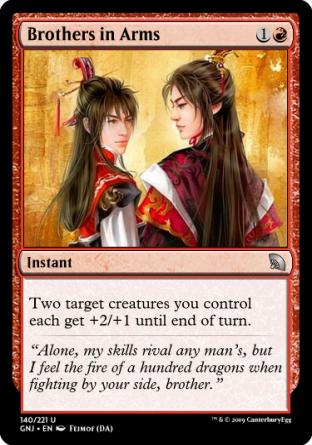 Brothers in Arms 1
Instant
Two target creatures you control
each get +2/+1 until end of turn.
“Alone, my skills rival any man’s, but
I feel the fire of a hundred dragons when
fighting by your side, brother.”
140/221 U
GNJ • EN Feimof (DA)
™ & © 2019 CanterburyEgg